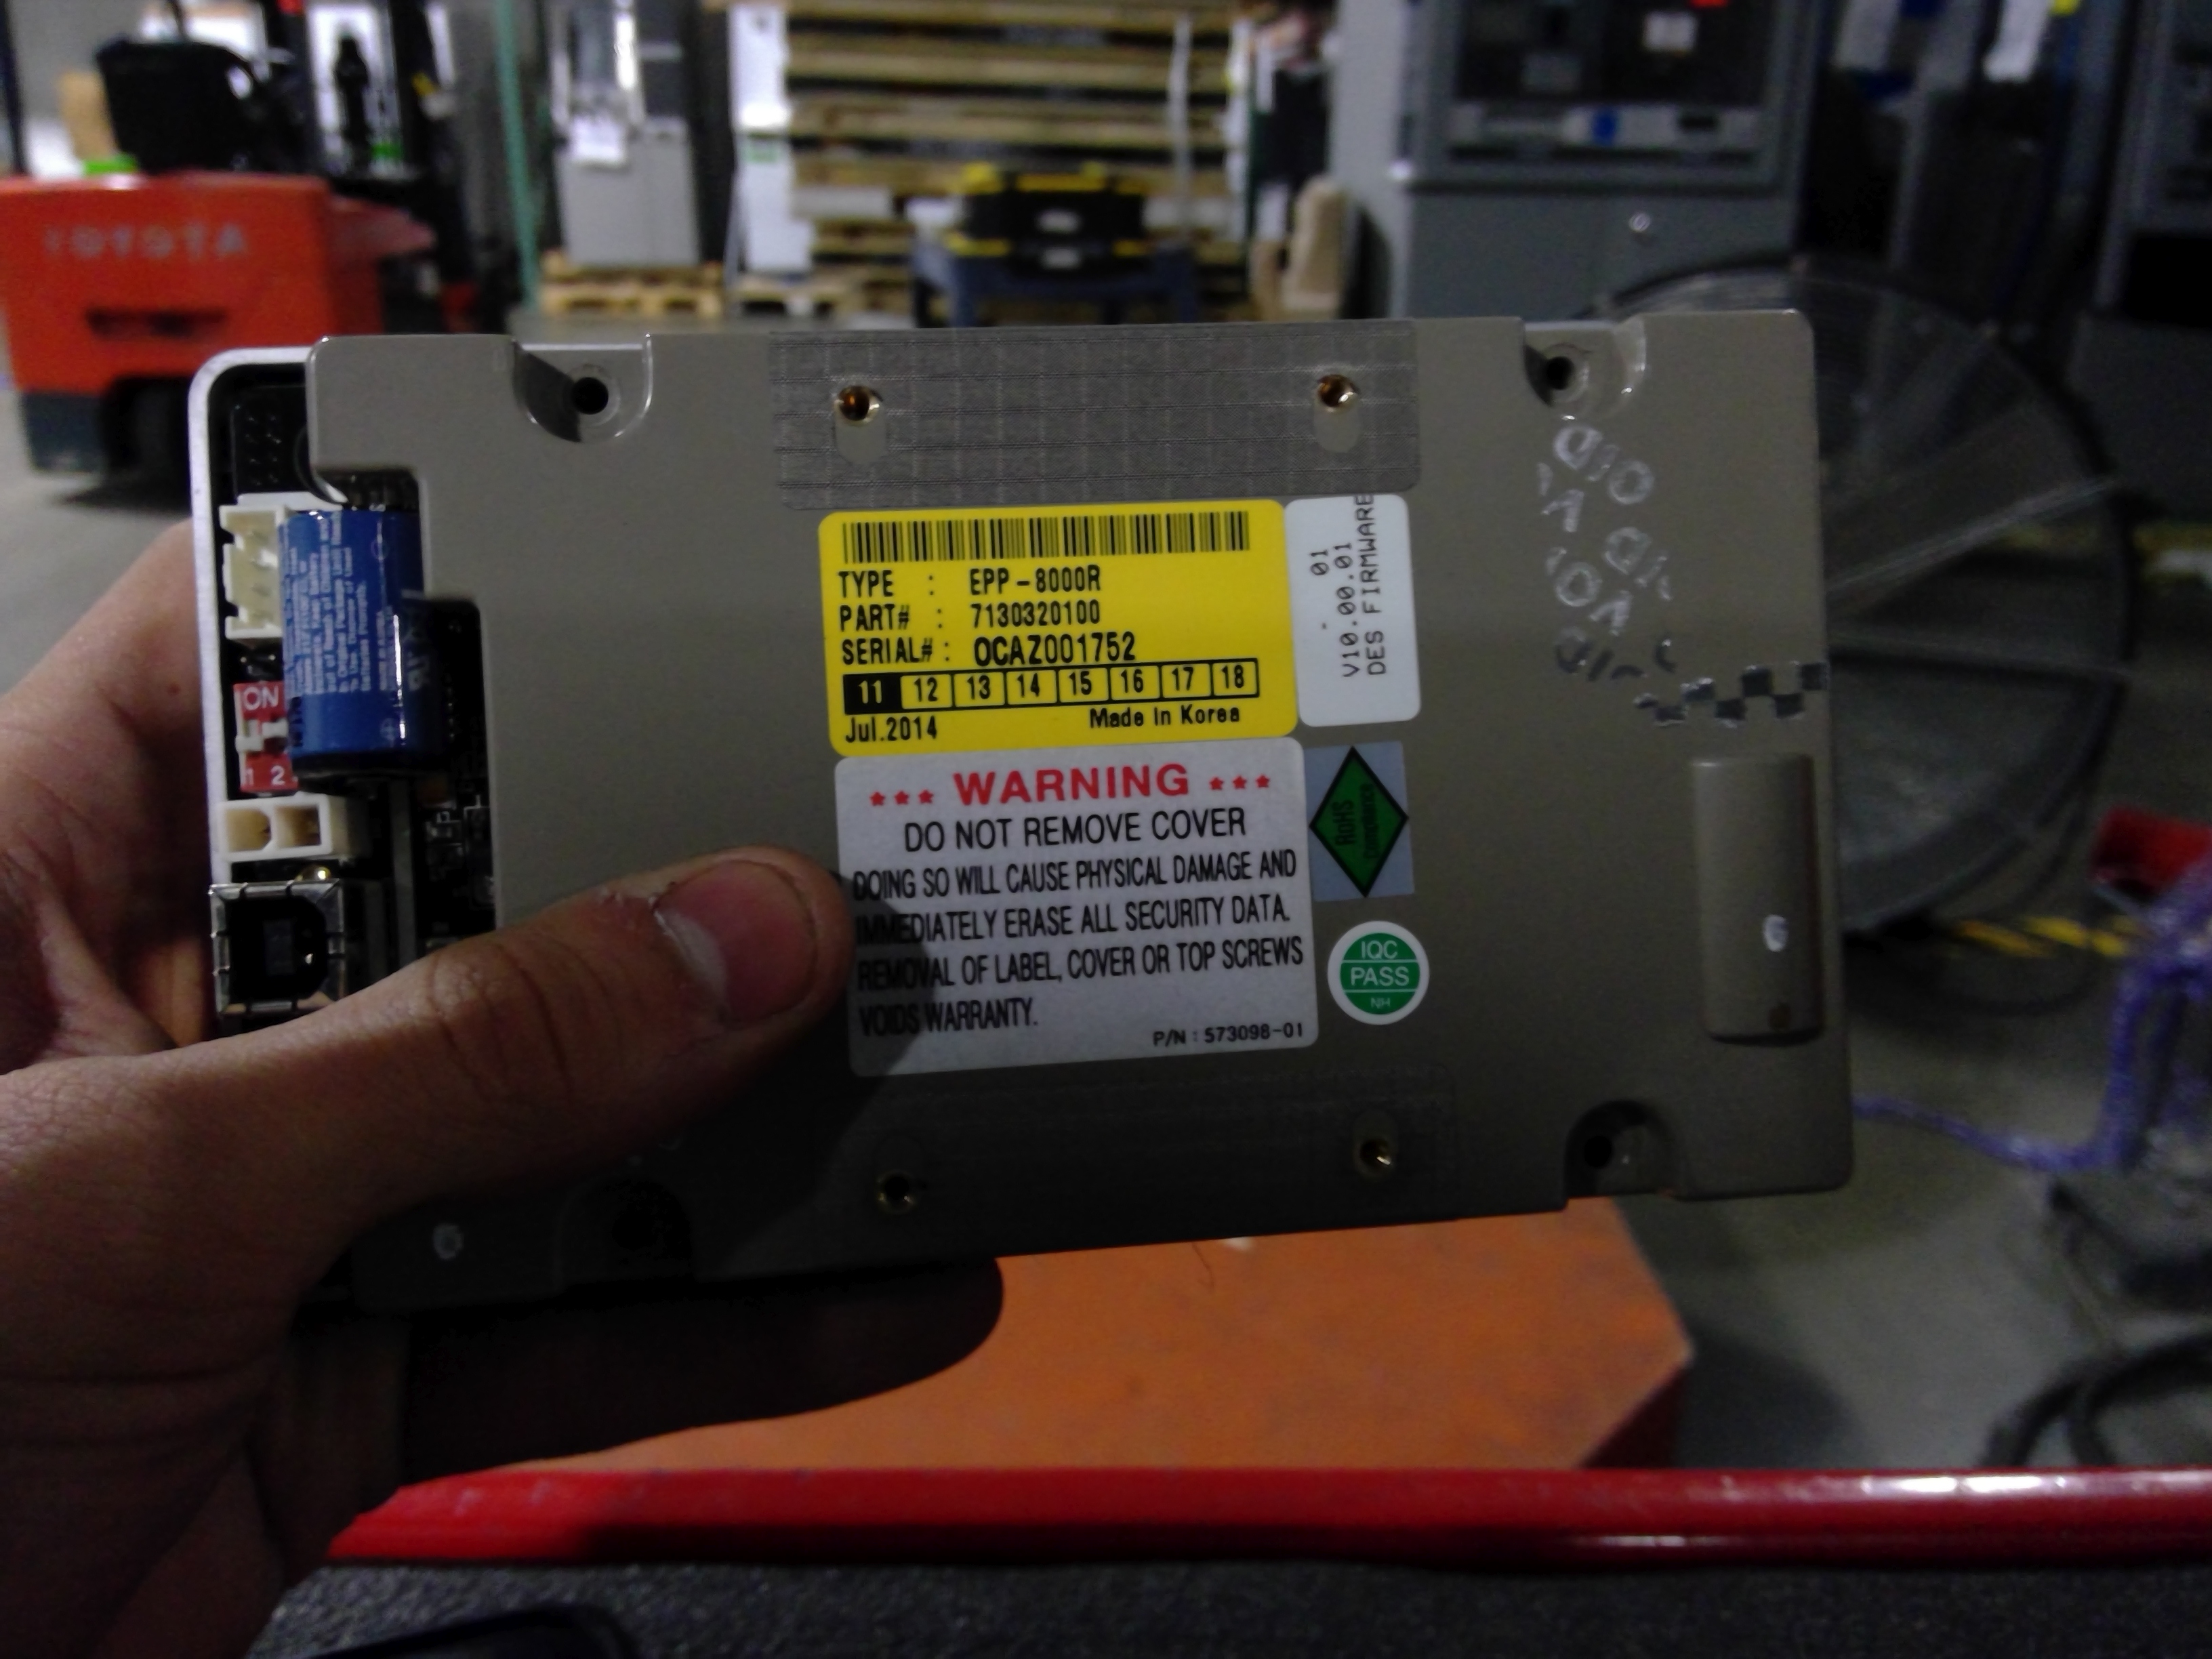 TOYOTA
TYPE : EPP-8000R
PART# : 7130320100
SERIAL# : OCAZ001752
11 12 13 14 15 16 17 18
Jul.2014 Made In Korea
V10.00.01 01
DES FIRMWARE
*** WARNING ***
DO NOT REMOVE COVER
DOING SO WILL CAUSE PHYSICAL DAMAGE AND
IMMEDIATELY ERASE ALL SECURITY DATA.
REMOVAL OF LABEL, COVER OR TOP SCREWS
VOIDS WARRANTY.
P/N : 573098-01
RoHS
Compliance
IQC
PASS
NH
VOID
ON
1 2